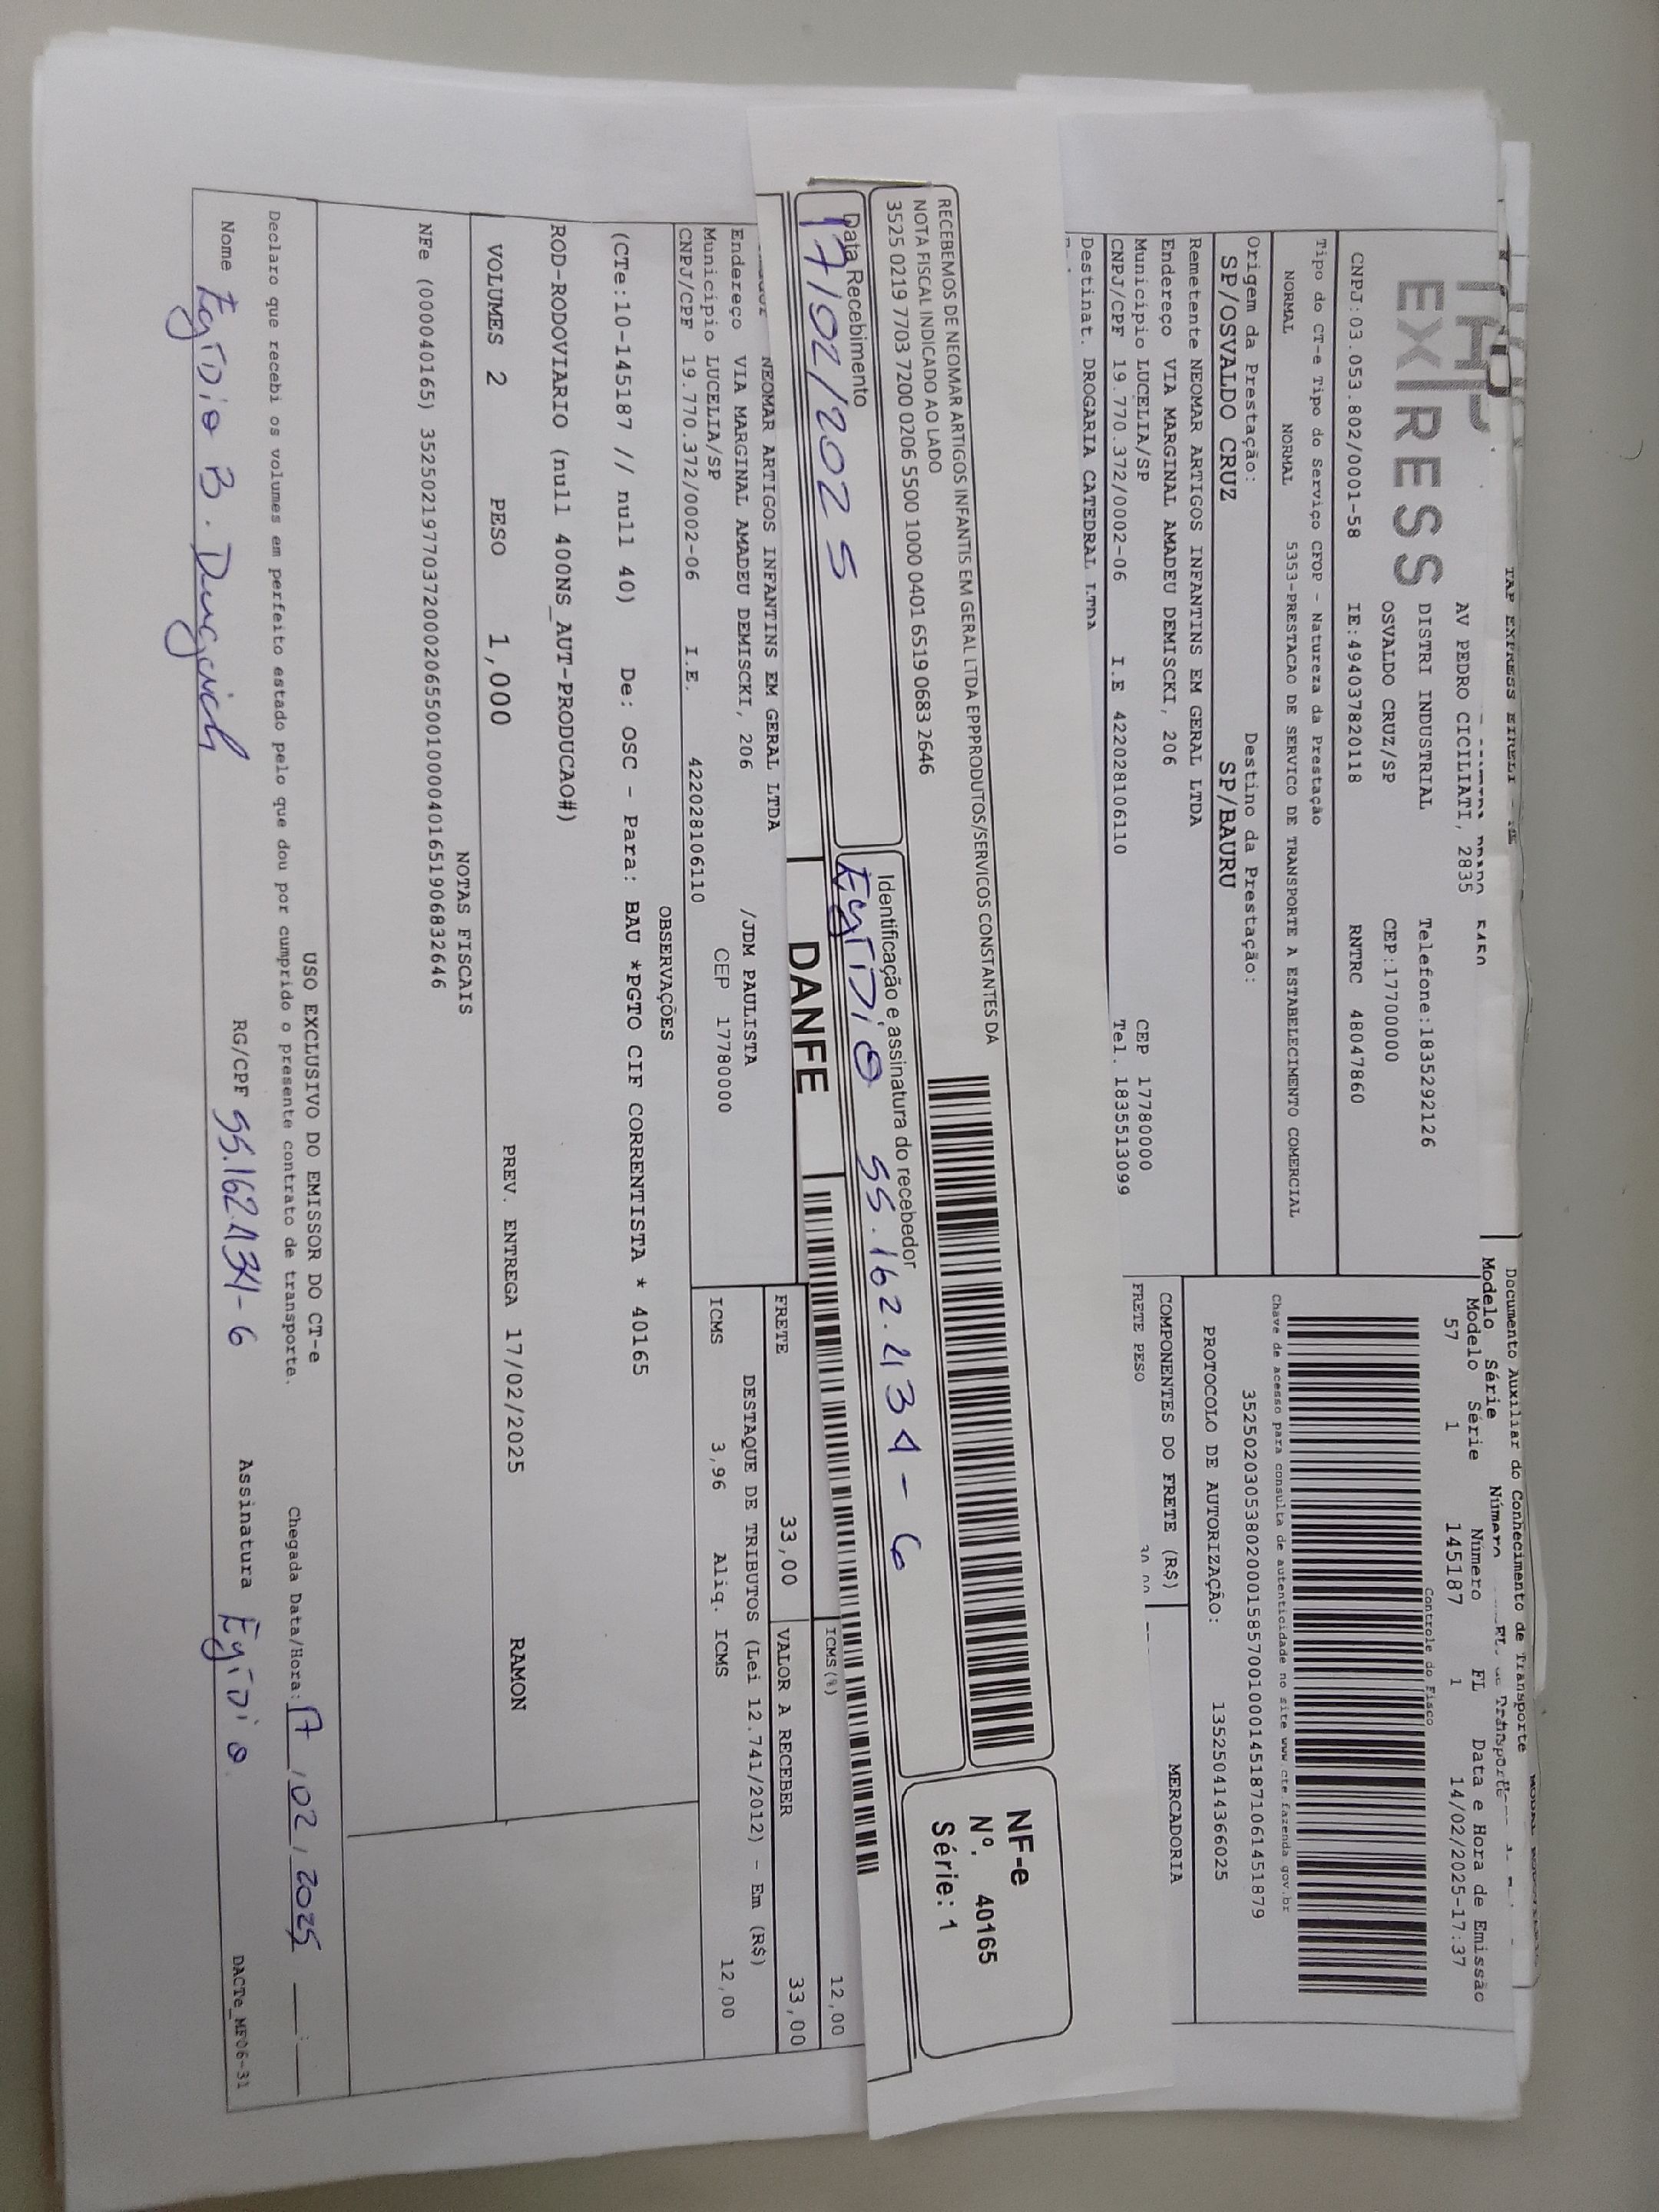 TAP EXPRESS EIRELI
EXPRESS
AV PEDRO CICILIATI, 2835
DISTRI INDUSTRIAL Telefone:1835292126
OSVALDO CRUZ/SP CEP:17700000
CNPJ:03.053.802/0001-58 IE:494037820118 RNTRC 48047860
Documento Auxiliar do Conhecimento de Transporte
Modelo Série Número
Modelo Série Número FL Data e Hora de Emissão
57 1 145187 1 14/02/2025-17:37
Controle do Fisco
Chave de acesso para consulta de autenticidade no site www.cte.fazenda.gov.br
35250203053802000158570010001451871061451879
PROTOCOLO DE AUTORIZAÇÃO: 135250414366025
Tipo do CT-e Tipo do Serviço CFOP - Natureza da Prestação
NORMAL NORMAL 5353-PRESTACAO DE SERVICO DE TRANSPORTE A ESTABELECIMENTO COMERCIAL
Origem da Prestação: Destino da Prestação:
SP/OSVALDO CRUZ SP/BAURU
Remetente NEOMAR ARTIGOS INFANTINS EM GERAL LTDA
Endereço VIA MARGINAL AMADEU DEMISCKI, 206
Municipio LUCELIA/SP CEP 17780000
CNPJ/CPF 19.770.372/0002-06 I.E 422028106110 Tel. 1835513099
Destinat. DROGARIA CATEDRAL LTDA
COMPONENTES DO FRETE (R$) MERCADORIA
FRETE PESO
RECEBEMOS DE NEOMAR ARTIGOS INFANTIS EM GERAL LTDA EPPPRODUTOS/SERVICOS CONSTANTES DA
NOTA FISCAL INDICADO AO LADO
3525 0219 7703 7200 0206 5500 1000 0401 6519 0683 2646
NF-e
Nº. 40165
Série: 1
Data Recebimento Identificação e assinatura do recebedor
17/02/2025 EgIDio 55.162.434-6
DANFE
NEOMAR ARTIGOS INFANTINS EM GERAL LTDA
Endereço VIA MARGINAL AMADEU DEMISCKI, 206 /JDM PAULISTA
Municipio LUCELIA/SP CEP 17780000
CNPJ/CPF 19.770.372/0002-06 I.E. 422028106110
ICMS(%) 12,00
FRETE 33,00 VALOR A RECEBER 33,00
DESTAQUE DE TRIBUTOS (Lei 12.741/2012) - Em (R$)
ICMS 3,96 Aliq. ICMS 12,00
OBSERVAÇÕES
(CTe:10-145187 // null 40) De: OSC - Para: BAU *PGTO CIF CORRENTISTA * 40165
ROD-RODOVIARIO (null 400NS_AUT-PRODUCAO#)
VOLUMES 2 PESO 1,000 PREV. ENTREGA 17/02/2025 RAMON
NOTAS FISCAIS
NFe (000040165) 35250219770372000206550010000401651906832646
USO EXCLUSIVO DO EMISSOR DO CT-e
Declaro que recebi os volumes em perfeito estado pelo que dou por cumprido o presente contrato de transporte.
Chegada Data/Hora: 17/02/2025 __:__
Nome EgIDio B. RG/CPF 55.162.434-6 Assinatura EgIDio
DACTe_MF06-31